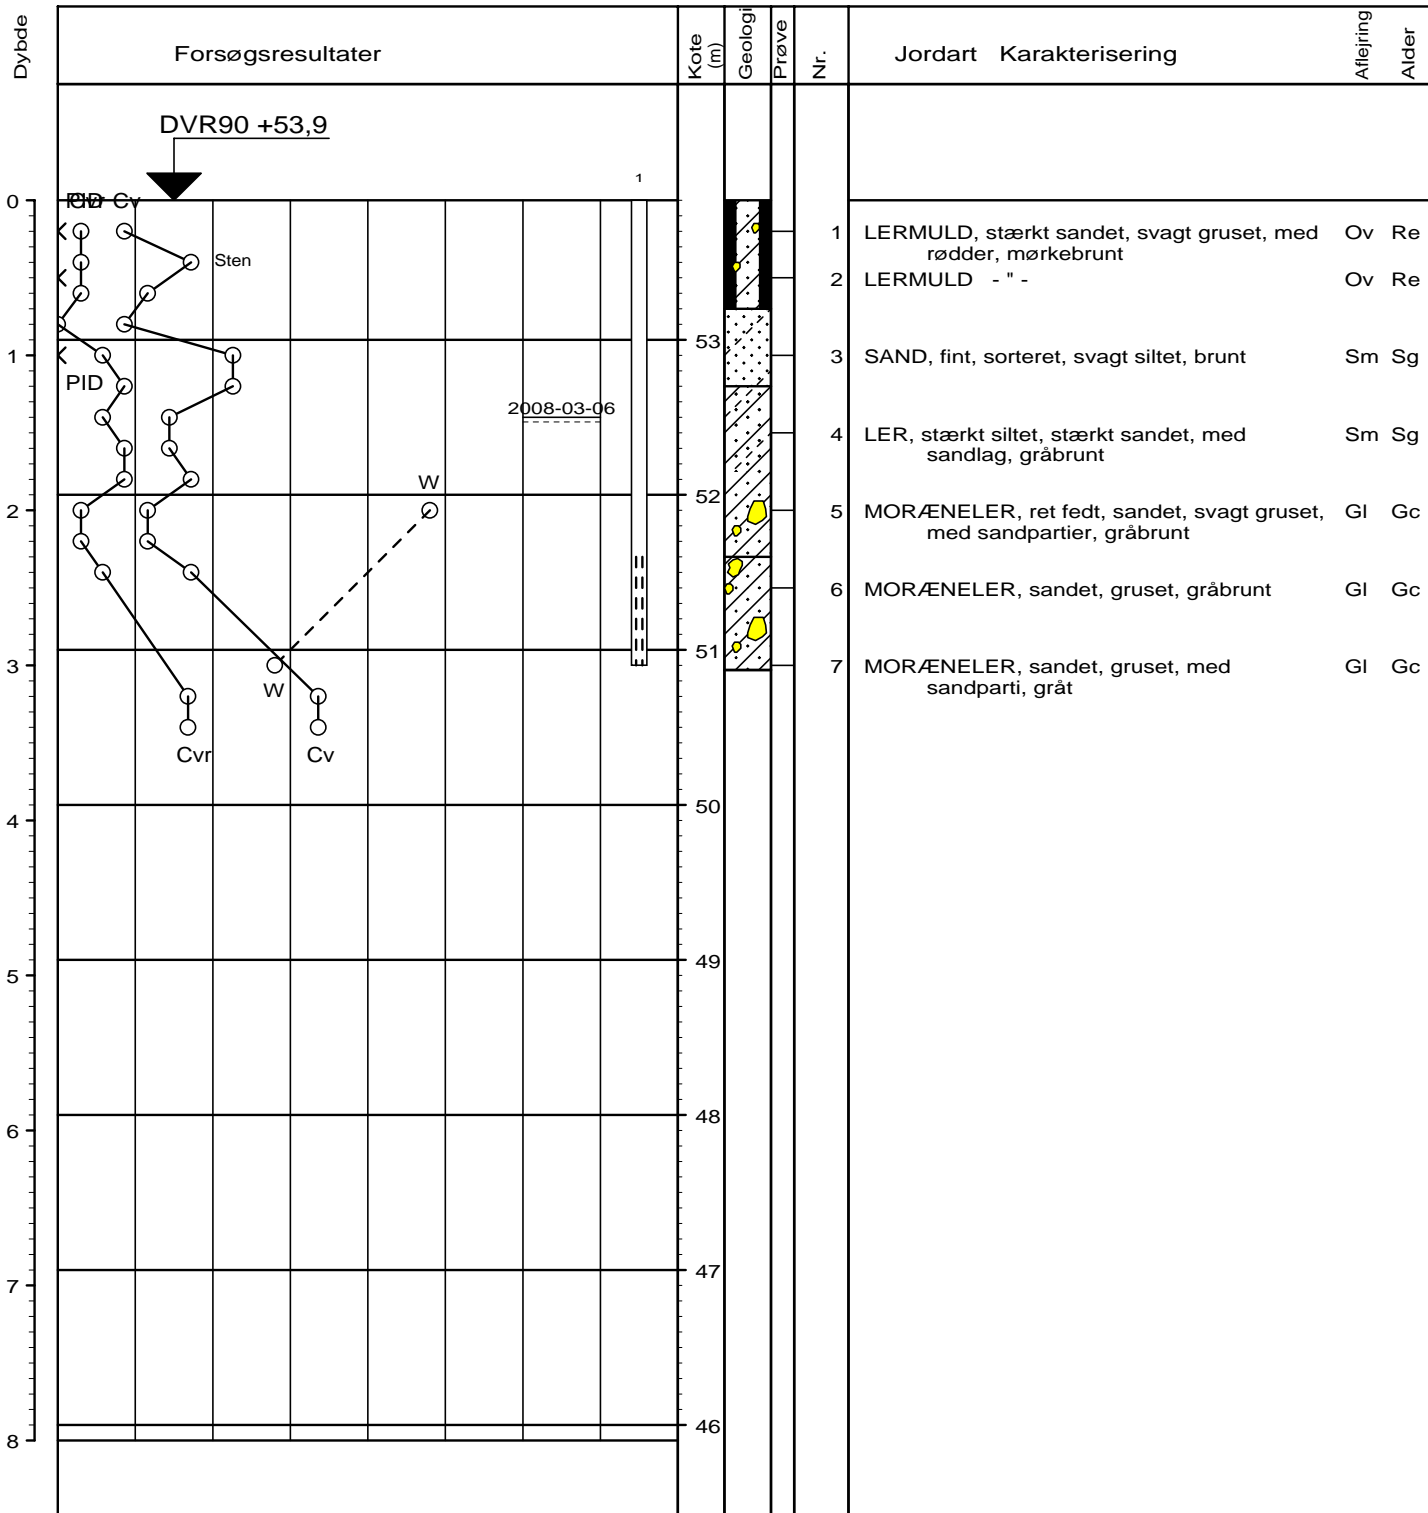 Dybde
Forsøgsresultater
Kote
(m)
Geologi
Prøve
Nr.
Jordart Karakterisering
Aflejring
Alder
DVR90 +53,9
1
0
PID
Cvr
Cv
1 LERMULD, stærkt sandet, svagt gruset, med Ov Re
rødder, mørkebrunt
Sten
2 LERMULD - " - Ov Re
53
1
3 SAND, fint, sorteret, svagt siltet, brunt Sm Sg
PID
2008-03-06
4 LER, stærkt siltet, stærkt sandet, med Sm Sg
sandlag, gråbrunt
W
52
2
5 MORÆNELER, ret fedt, sandet, svagt gruset, Gl Gc
med sandpartier, gråbrunt
6 MORÆNELER, sandet, gruset, gråbrunt Gl Gc
51
3
7 MORÆNELER, sandet, gruset, med Gl Gc
sandparti, gråt
W
Cvr
Cv
50
4
49
5
48
6
47
7
46
8